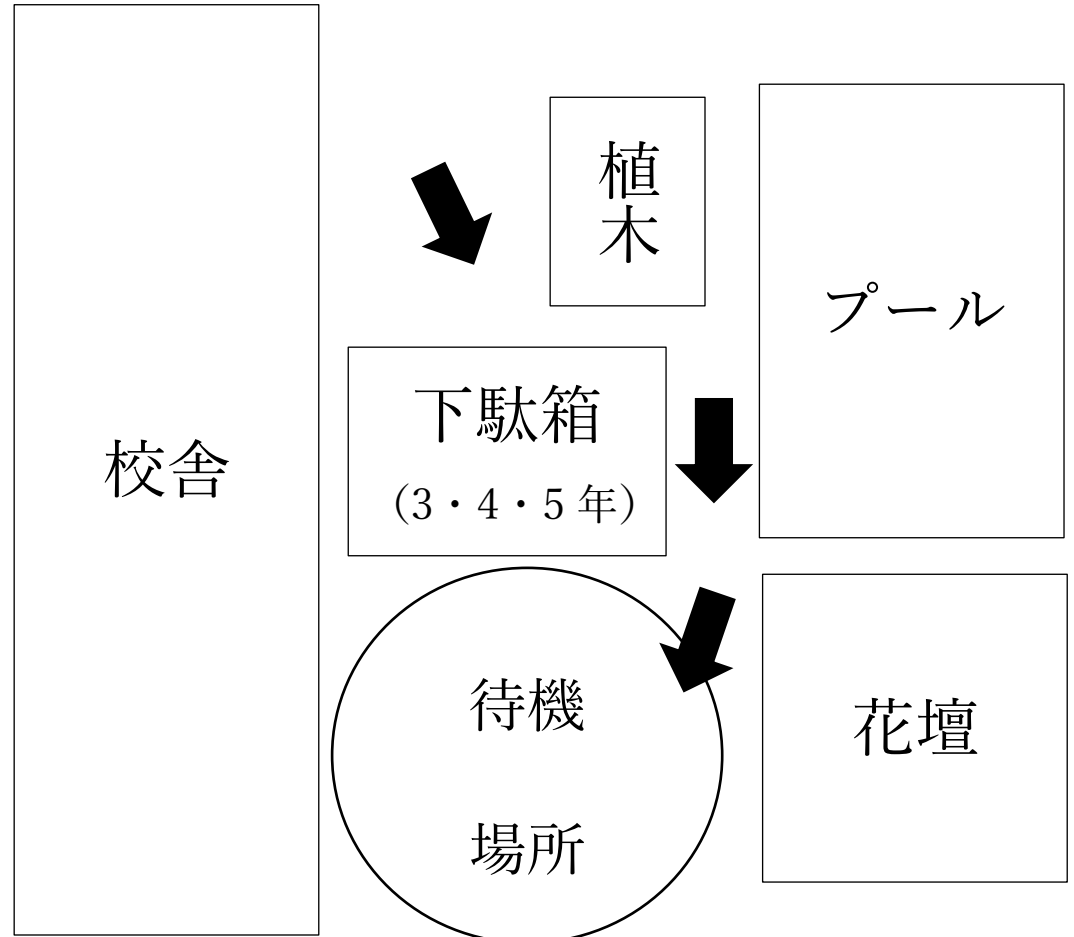 植木
プール
下駄箱
(3・4・5 年)
校舎
待機
場所
花壇